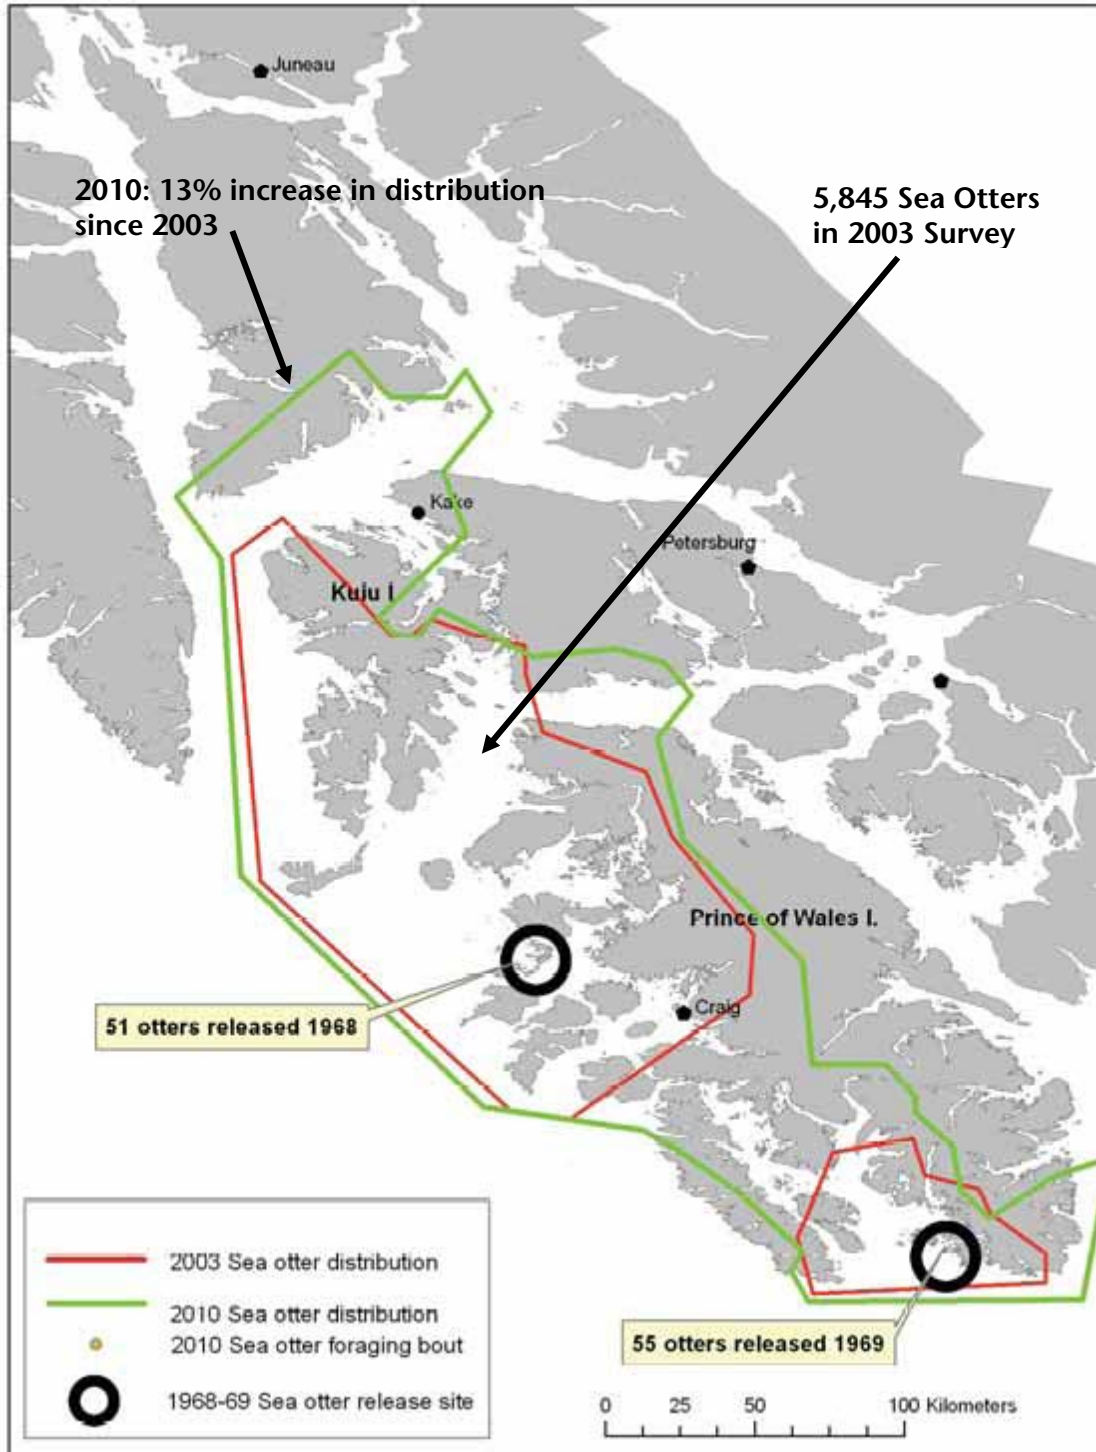 Juneau
2010: 13% increase in distribution
since 2003
5,845 Sea Otters
in 2003 Survey
Kake
Petersburg
Kuiu I
Prince of Wales I.
Craig
51 otters released 1968
55 otters released 1969
2003 Sea otter distribution
2010 Sea otter distribution
2010 Sea otter foraging bout
1968-69 Sea otter release site
0 25 50 100 Kilometers